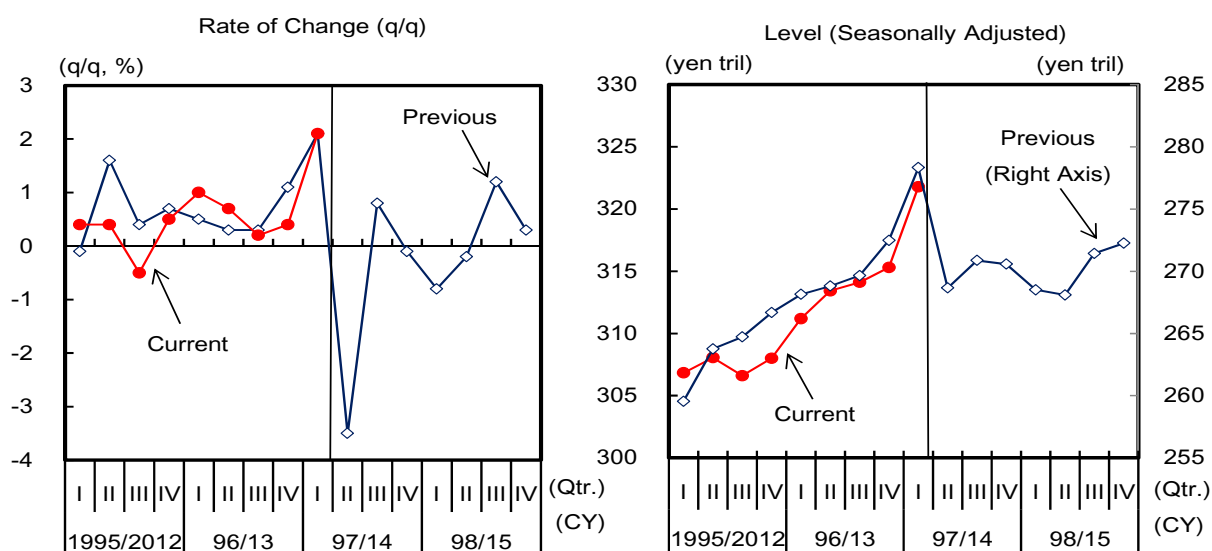 Rate of Change (q/q)
(q/q, %)
3
2
1
0
-1
-2
-3
-4
Previous
Current
I II III IV I II III IV I II III IV I II III IV (Qtr.)
1995/2012 96/13 97/14 98/15 (CY)
Level (Seasonally Adjusted)
(yen tril) (yen tril)
330 285
325 280
320 275
315 270
310 265
305 260
300 255
Previous
(Right Axis)
Current
I II III IV I II III IV I II III IV I II III IV (Qtr.)
1995/2012 96/13 97/14 98/15 (CY)